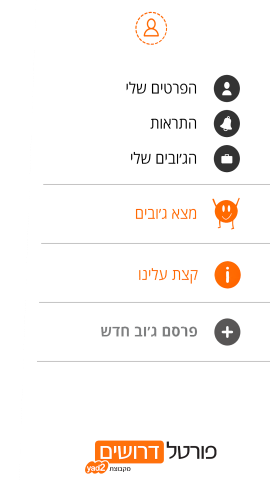 הפרטים שלי
התראות
הג'ובים שלי
מצא ג'ובים
קצת עלינו
פרסם ג'וב חדש
פורטל דרושים
מקבוצת yad2